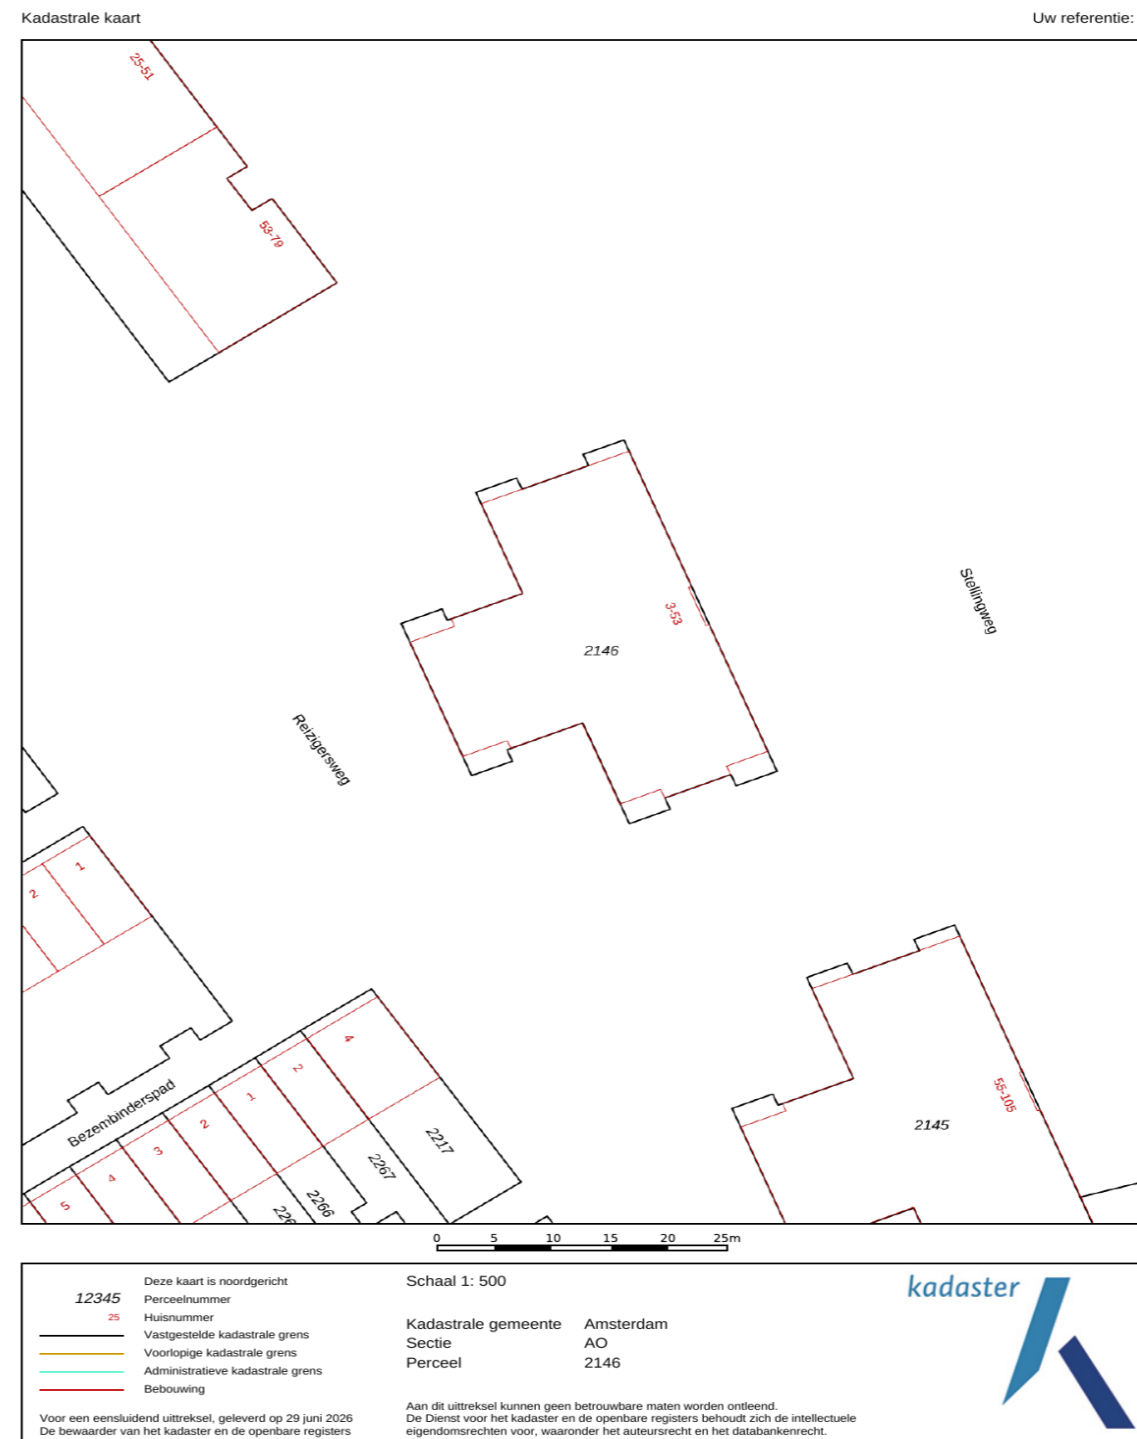 Kadastrale kaart
Uw referentie:
25-51
53-79
3-53
2146
Stellingweg
Reizigersweg
1
2
Bezembinderspad
4
2
1
2
3
4
5
2217
2267
2266
55-105
2145
0 5 10 15 20 25m
Deze kaart is noordgericht
12345 Perceelnummer
25 Huisnummer
Vastgestelde kadastrale grens
Voorlopige kadastrale grens
Administratieve kadastrale grens
Bebouwing
Voor een eensluidend uittreksel, geleverd op 29 juni 2026
De bewaarder van het kadaster en de openbare registers
Schaal 1: 500
Kadastrale gemeente Amsterdam
Sectie AO
Perceel 2146
Aan dit uittreksel kunnen geen betrouwbare maten worden ontleend.
De Dienst voor het kadaster en de openbare registers behoudt zich de intellectuele
eigendomsrechten voor, waaronder het auteursrecht en het databankenrecht.
kadaster